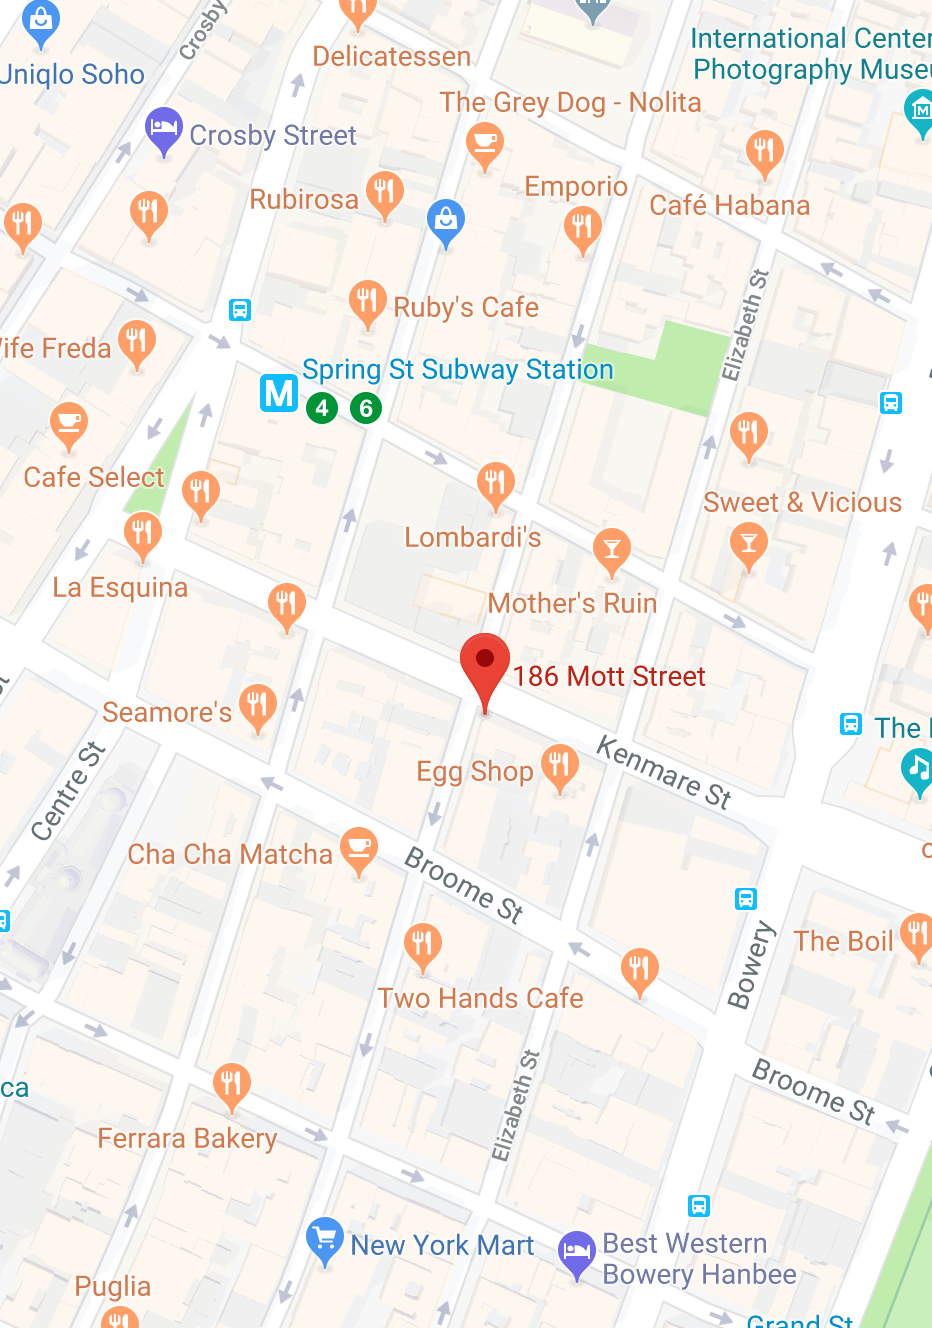 Crosby
Delicatessen
International Center
Photography Museu
Uniqlo Soho
The Grey Dog - Nolita
Crosby Street
Emporio
Rubirosa
Café Habana
M
Elizabeth St
Ruby's Cafe
Wife Freda
Spring St Subway Station
M
4
6
Cafe Select
Sweet & Vicious
Lombardi's
La Esquina
Mother's Ruin
186 Mott Street
St
Seamore's
The
Kenmare St
Egg Shop
Centre St
Cha Cha Matcha
Broome St
The Boil
Bowery
Two Hands Cafe
Elizabeth St
Broome St
ca
Ferrara Bakery
New York Mart
Best Western
Bowery Hanbee
Puglia
Grand St